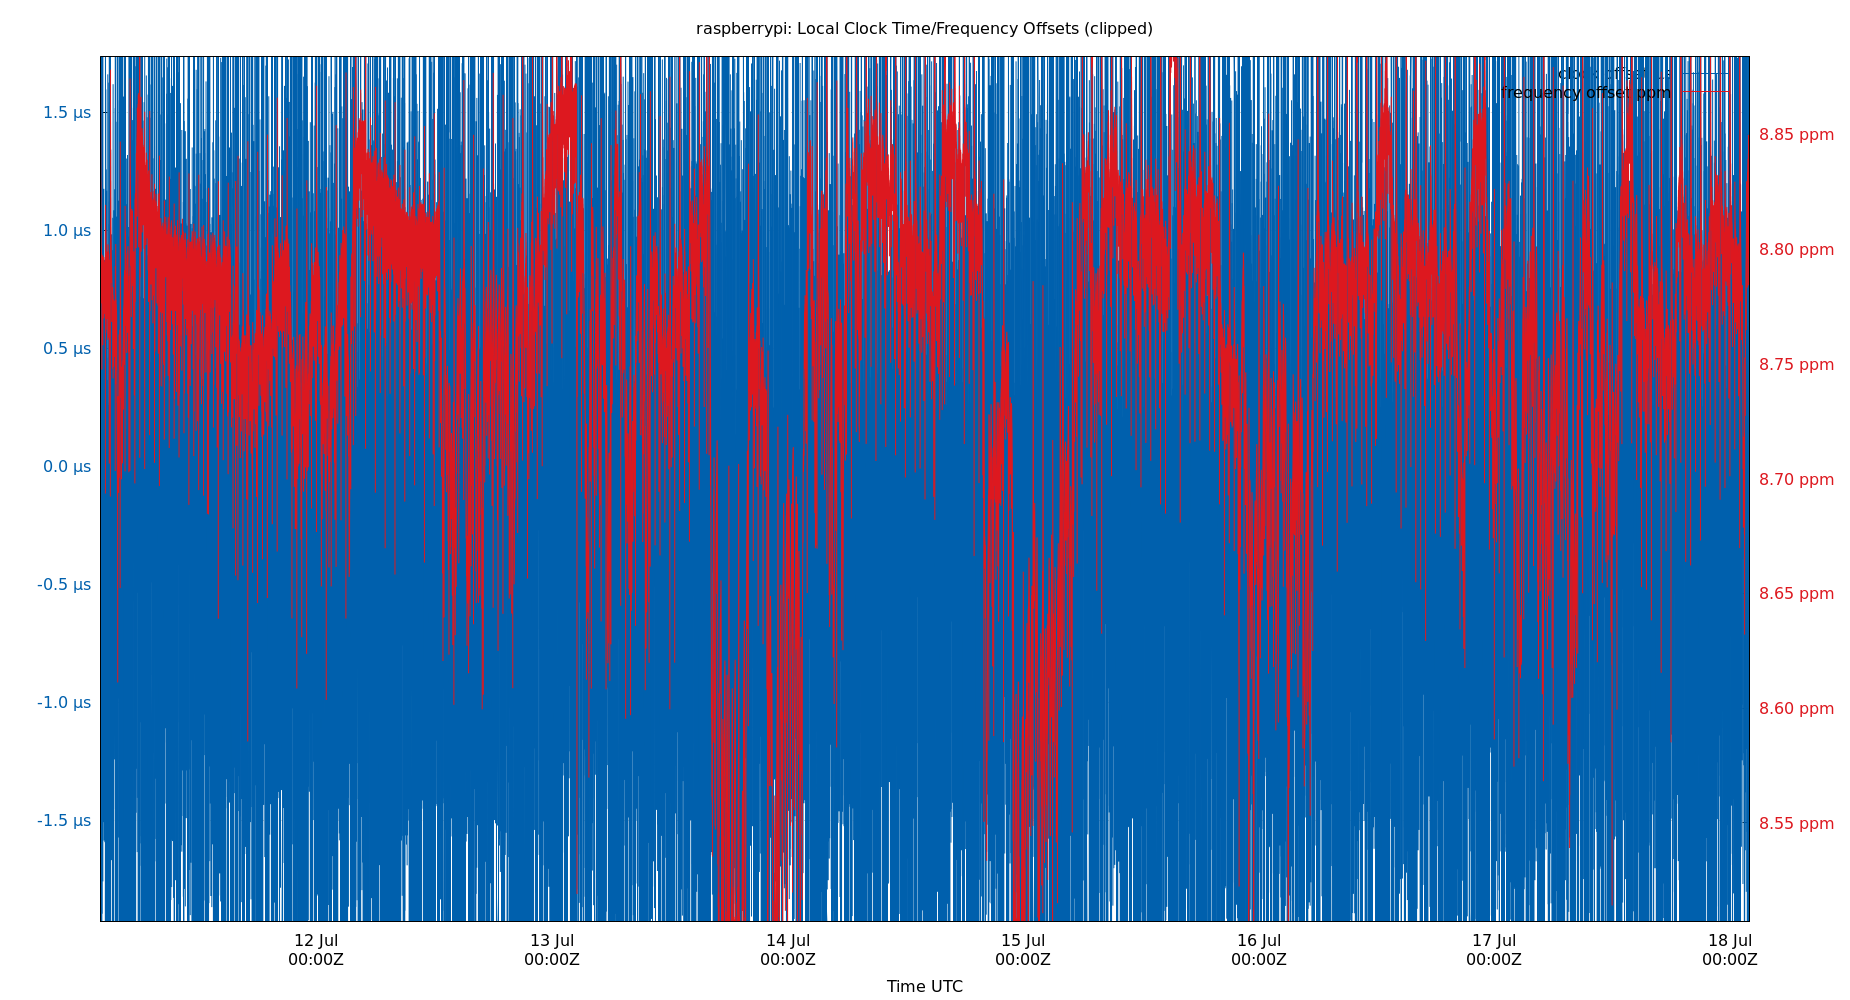 raspberrypi: Local Clock Time/Frequency Offsets (clipped)
clock offset
frequency offset ppm
1.5 µs
1.0 µs
0.5 µs
0.0 µs
-0.5 µs
-1.0 µs
-1.5 µs
8.85 ppm
8.80 ppm
8.75 ppm
8.70 ppm
8.65 ppm
8.60 ppm
8.55 ppm
12 Jul
00:00Z
13 Jul
00:00Z
14 Jul
00:00Z
15 Jul
00:00Z
16 Jul
00:00Z
17 Jul
00:00Z
18 Jul
00:00Z
Time UTC